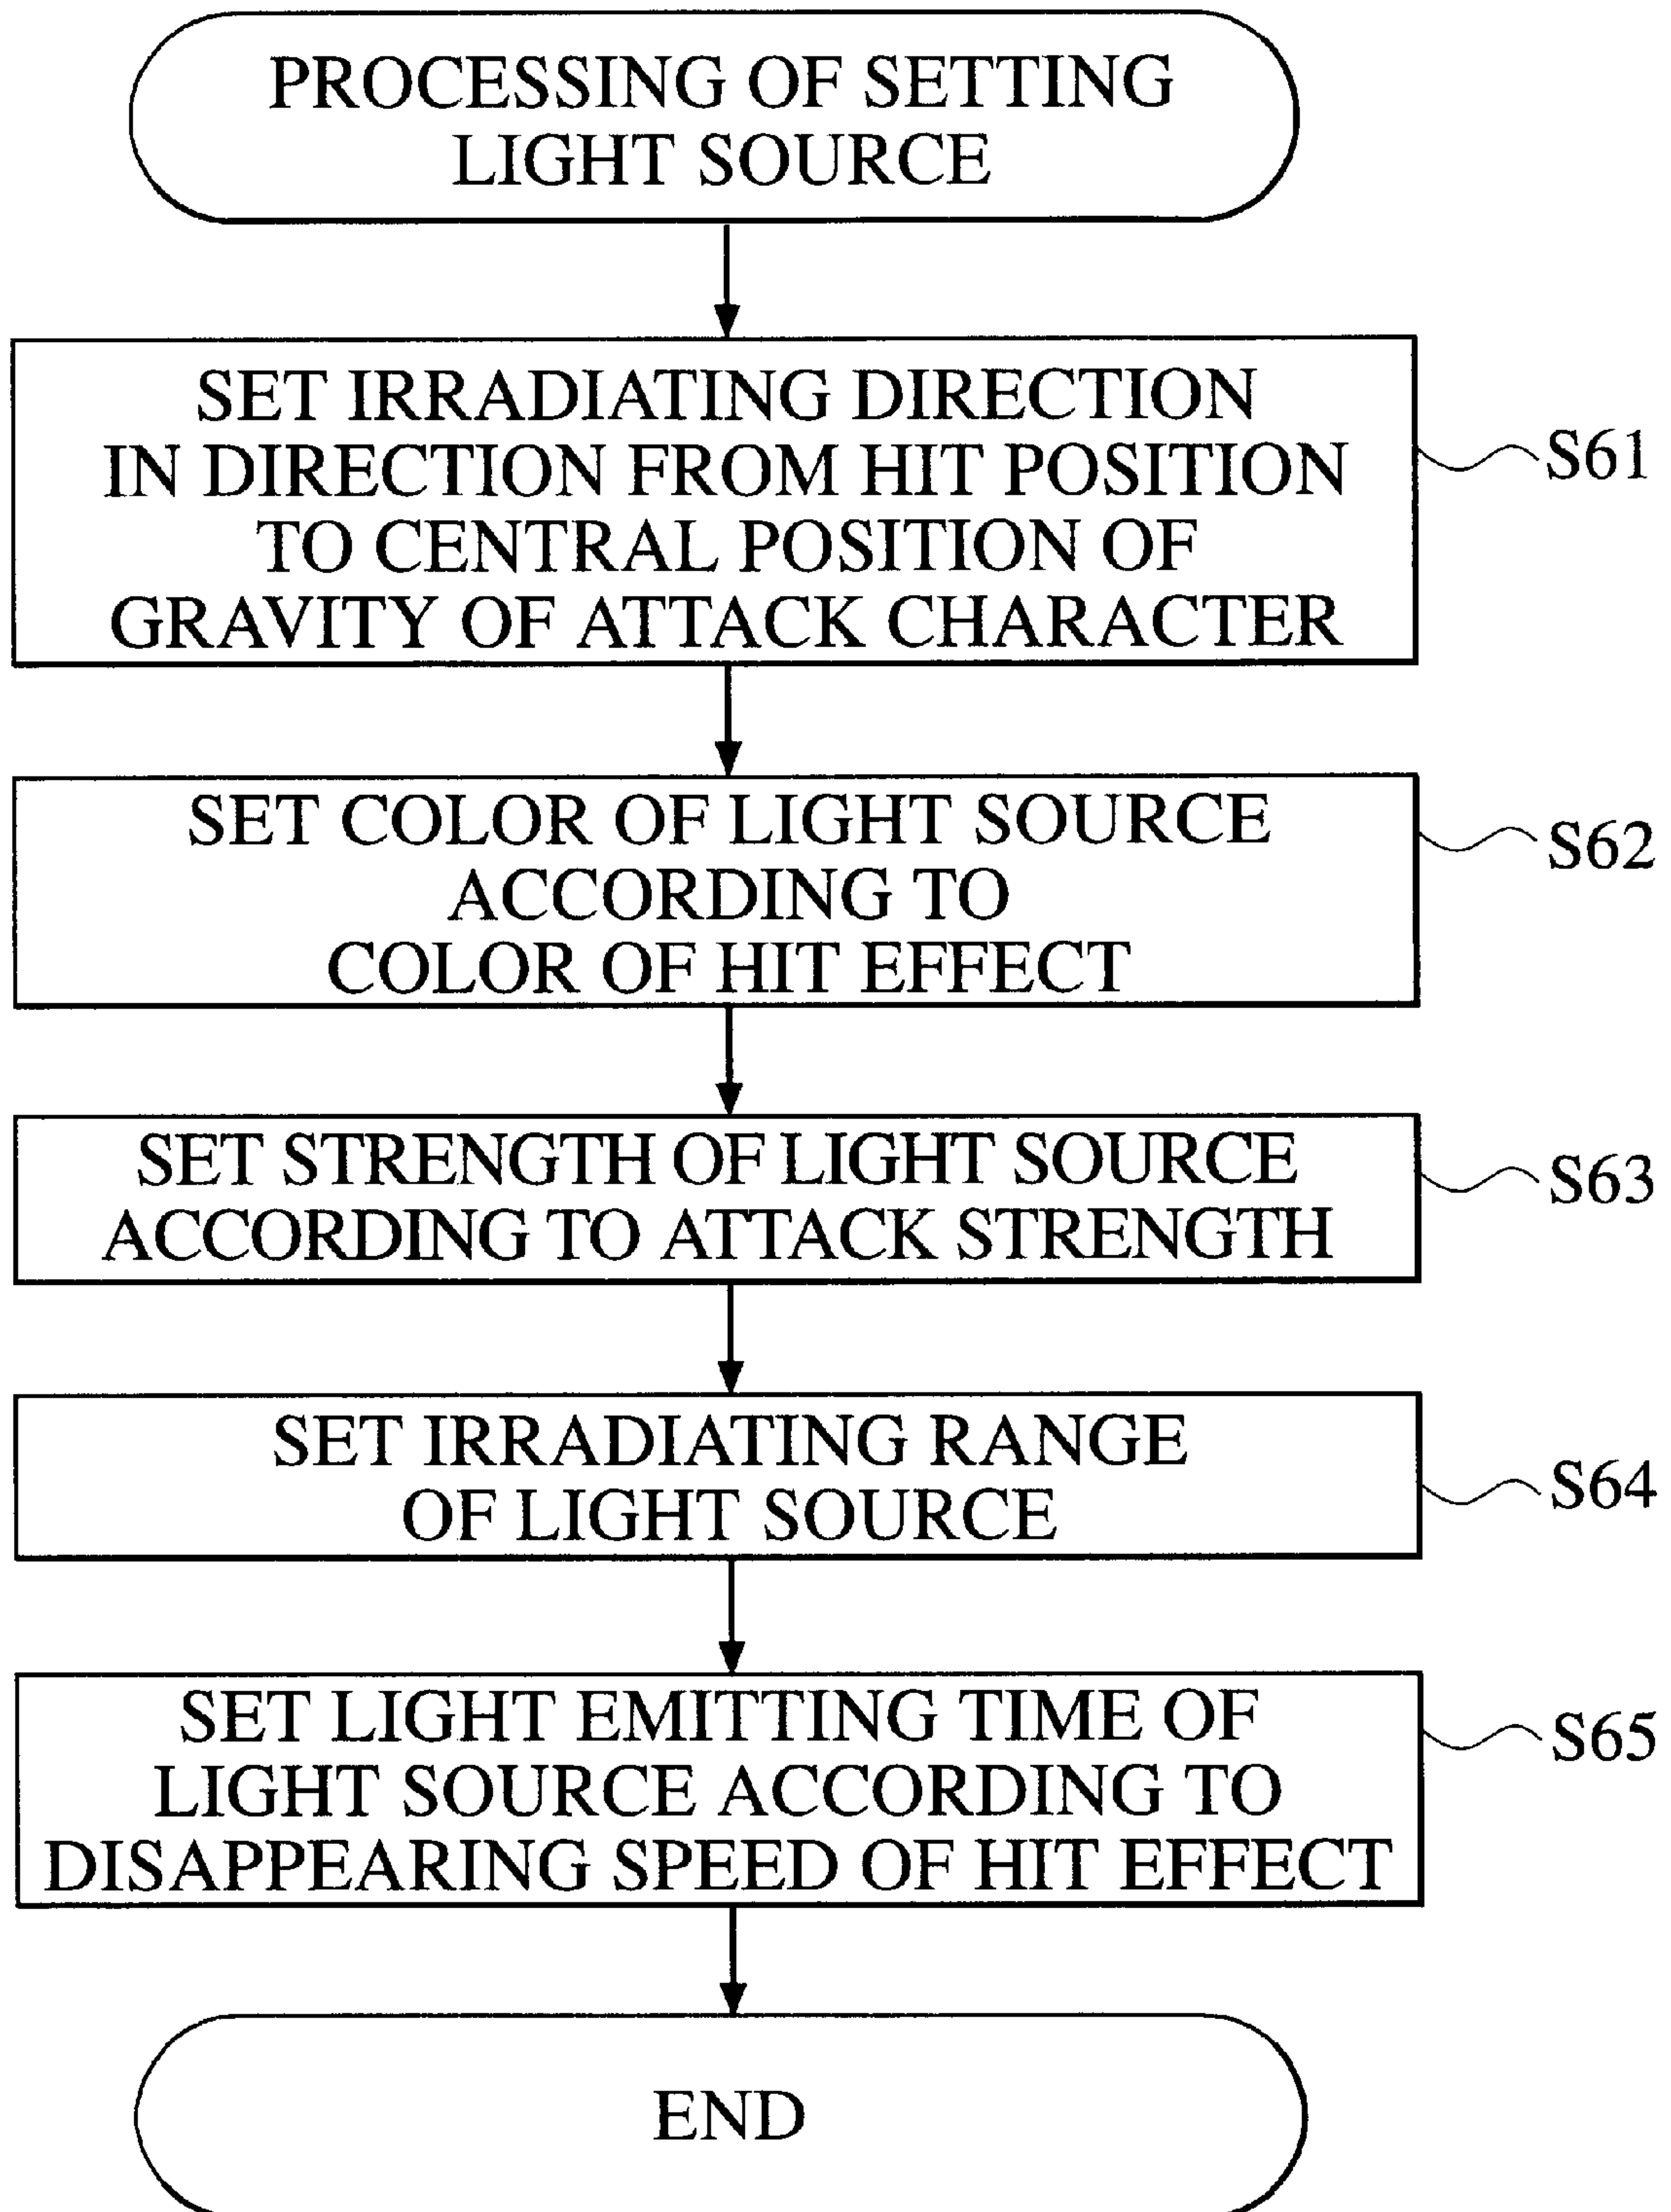 PROCESSING OF SETTING
LIGHT SOURCE
SET IRRADIATING DIRECTION
IN DIRECTION FROM HIT POSITION
TO CENTRAL POSITION OF
GRAVITY OF ATTACK CHARACTER
S61
SET COLOR OF LIGHT SOURCE
ACCORDING TO
COLOR OF HIT EFFECT
S62
SET STRENGTH OF LIGHT SOURCE
ACCORDING TO ATTACK STRENGTH
S63
SET IRRADIATING RANGE
OF LIGHT SOURCE
S64
SET LIGHT EMITTING TIME OF
LIGHT SOURCE ACCORDING TO
DISAPPEARING SPEED OF HIT EFFECT
S65
END